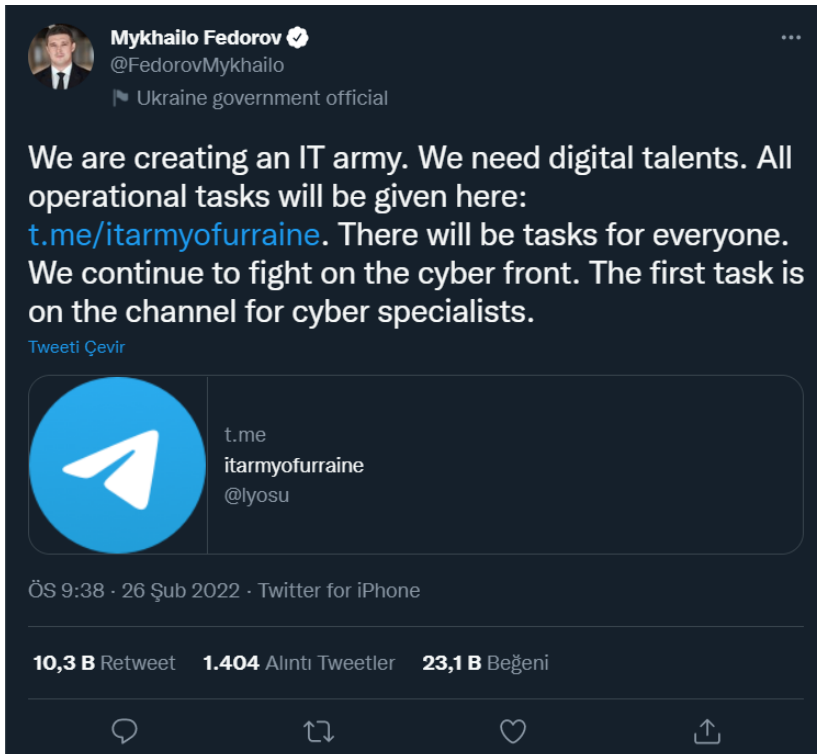 Mykhailo Fedorov
@FedorovMykhailo
Ukraine government official
We are creating an IT army. We need digital talents. All
operational tasks will be given here:
t.me/itarmyofurraine. There will be tasks for everyone.
We continue to fight on the cyber front. The first task is
on the channel for cyber specialists.
Tweeti Çevir
t.me
itarmyofurraine
@lyosu
ÖS 9:38 · 26 Şub 2022 · Twitter for iPhone
10,3 B Retweet 1.404 Alıntı Tweetler 23,1 B Beğeni